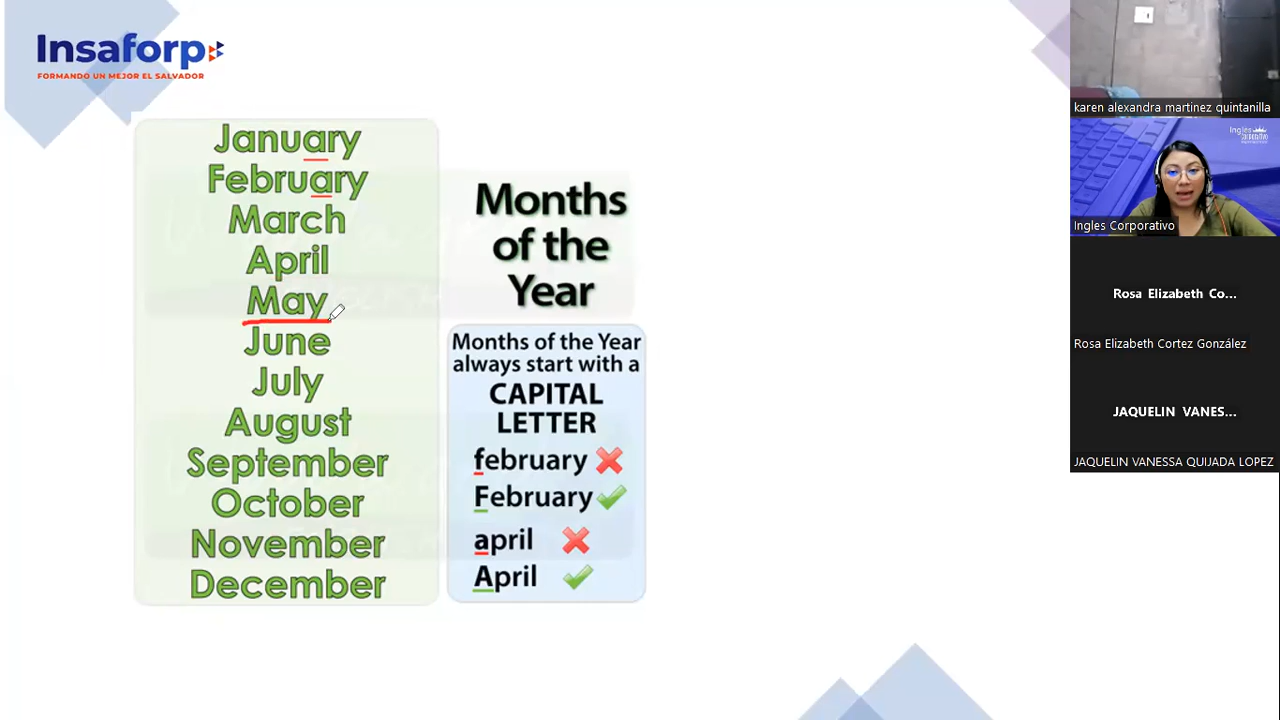 Insaforp
FORMANDO UN MEJOR EL SALVADOR
January
February
March
April
May
June
July
August
September
October
November
December
Months
of the
Year
Months of the Year
always start with a
CAPITAL
LETTER
february
February
april
April
karen alexandra martinez quintanilla
Ingles
Corporativo
Ingles Corporativo
Rosa Elizabeth Co...
Rosa Elizabeth Cortez González
JAQUELIN VANES...
JAQUELIN VANESSA QUIJADA LOPEZ